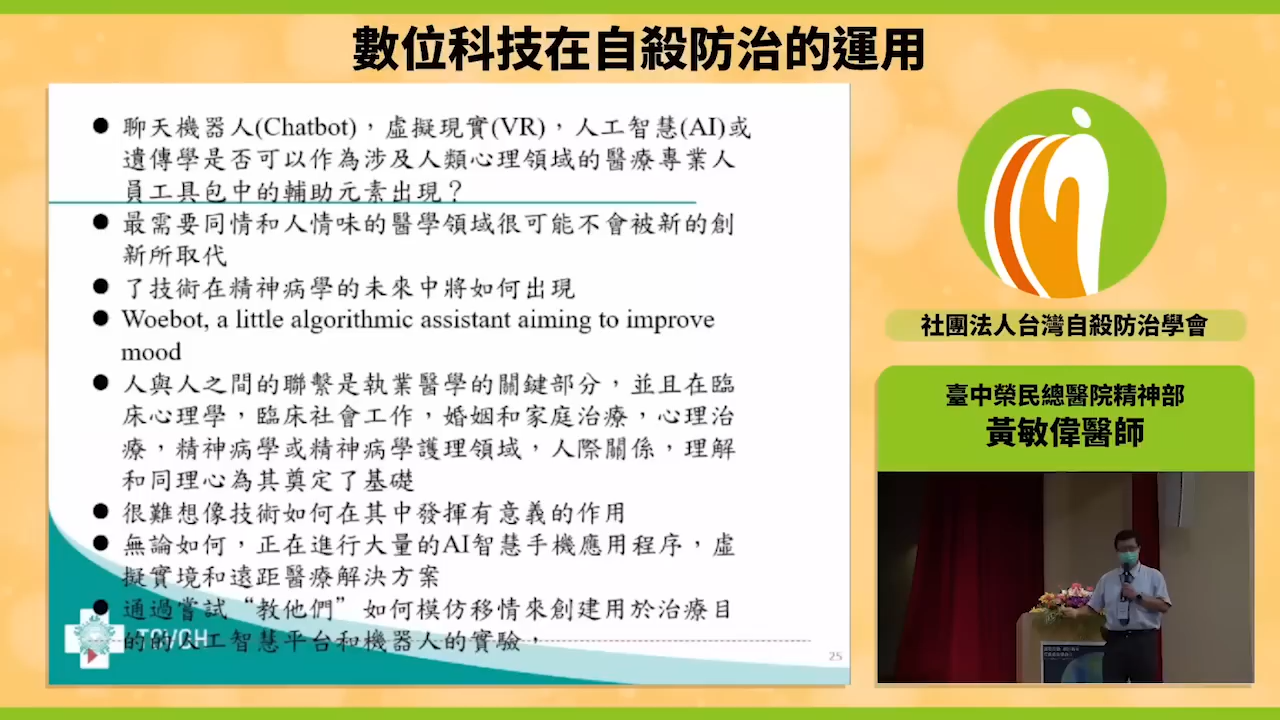 數位科技在自殺防治的運用
● 聊天機器人(Chatbot)，虛擬現實(VR)，人工智慧(AI)或
遺傳學是否可以作為涉及人類心理領域的醫療專業人
員工具包中的輔助元素出現？
● 最需要同情和人情味的醫學領域很可能不會被新的創
新所取代
● 了技術在精神病學的未來中將如何出現
● Woebot, a little algorithmic assistant aiming to improve
mood
● 人與人之間的聯繫是執業醫學的關鍵部分，並且在臨
床心理學，臨床社會工作，婚姻和家庭治療，心理治
療，精神病學或精神病學護理領域，人際關係，理解
和同理心為其奠定了基礎
● 很難想像技術如何在其中發揮有意義的作用
● 無論如何，正在進行大量的AI智慧手機應用程序，虛
擬實境和遠距醫療解決方案
● 通過嘗試“教他們”如何模仿移情來創建用於治療目
的的人工智慧平台和機器人的實驗，
25
社團法人台灣自殺防治學會
臺中榮民總醫院精神部
黃敏偉醫師